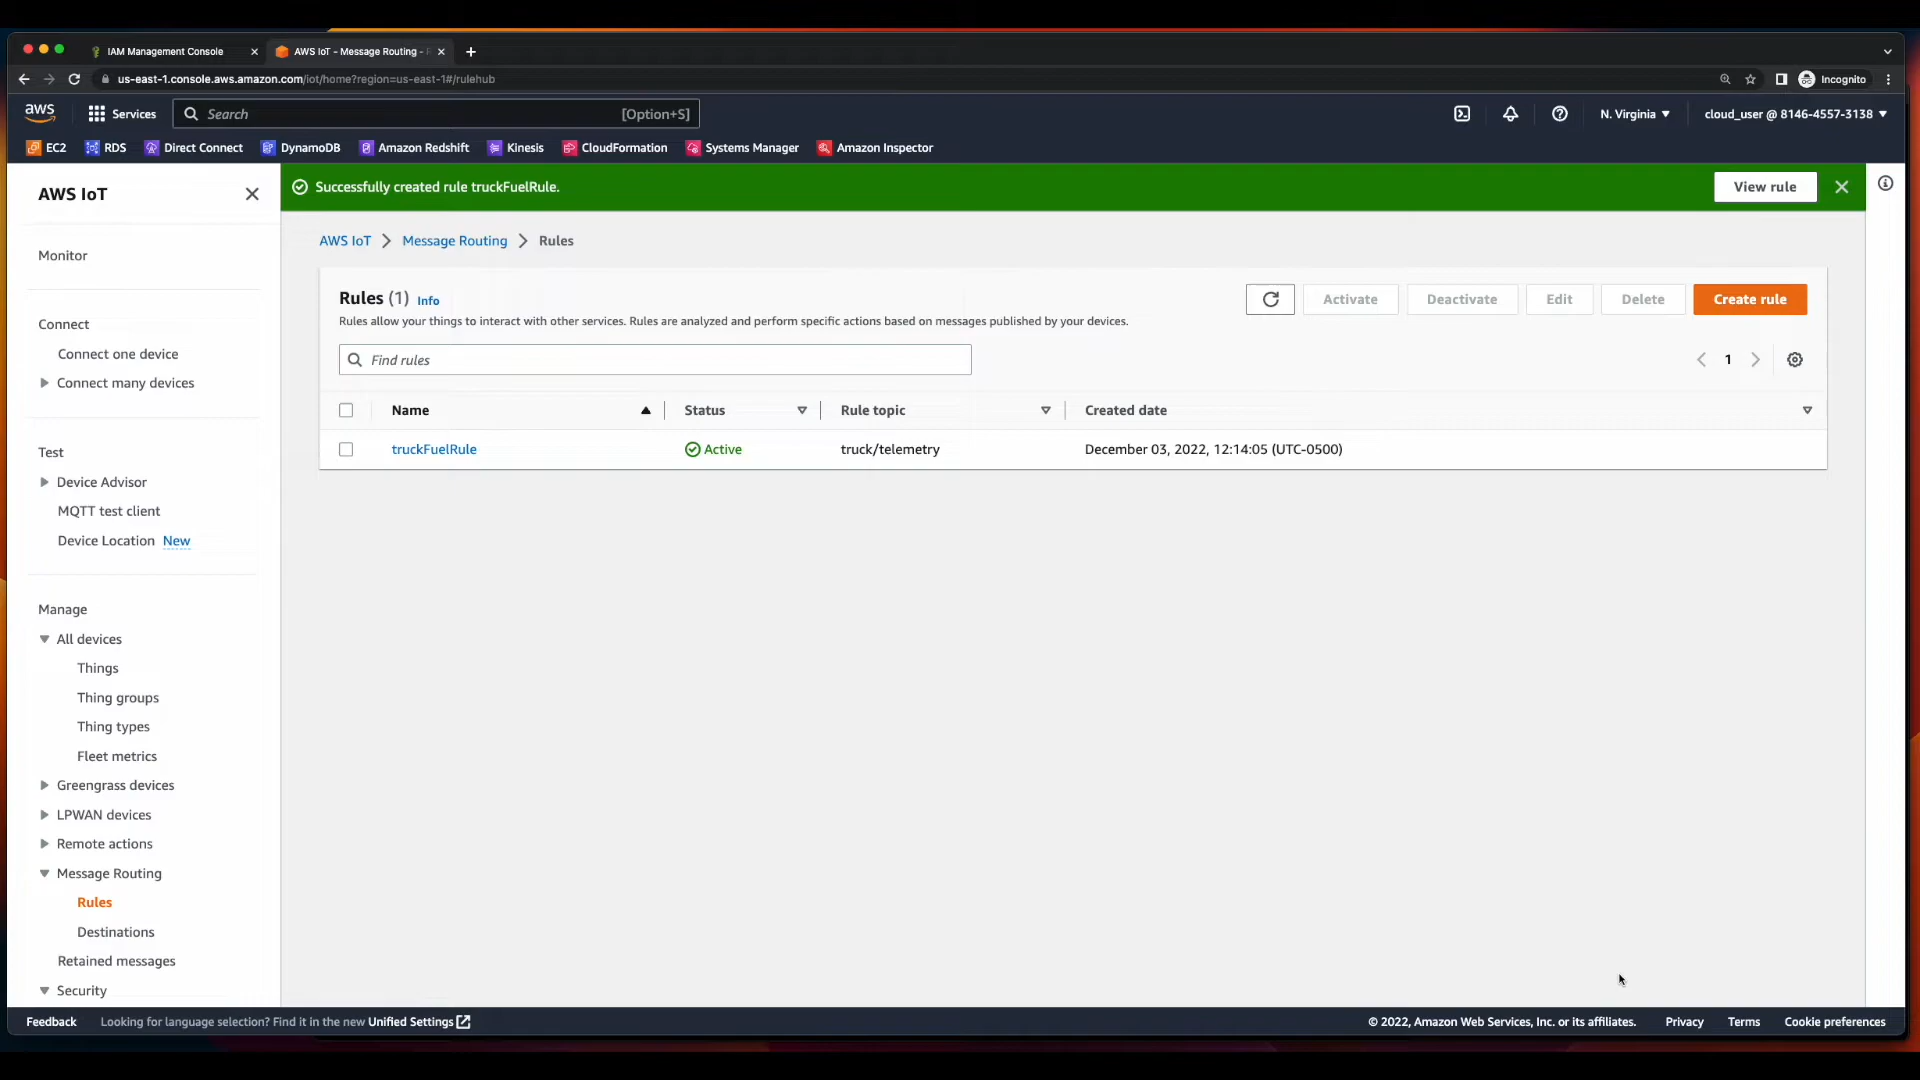 IAM Management Console
AWS IoT - Message Routing - R
us-east-1.console.aws.amazon.com/iot/home?region=us-east-1#/rulehub
Incognito
aws
Services
Search
[Option+S]
N. Virginia
cloud_user @ 8146-4557-3138
EC2
RDS
Direct Connect
DynamoDB
Amazon Redshift
Kinesis
CloudFormation
Systems Manager
Amazon Inspector
AWS IoT
Monitor
Connect
Connect one device
Connect many devices
Test
Device Advisor
MQTT test client
Device Location New
Manage
All devices
Things
Thing groups
Thing types
Fleet metrics
Greengrass devices
LPWAN devices
Remote actions
Message Routing
Rules
Destinations
Retained messages
Security
Successfully created rule truckFuelRule.
View rule
AWS IoT > Message Routing > Rules
Rules (1) Info
Rules allow your things to interact with other services. Rules are analyzed and perform specific actions based on messages published by your devices.
Activate
Deactivate
Edit
Delete
Create rule
Find rules
1
Name
Status
Rule topic
Created date
truckFuelRule
Active
truck/telemetry
December 03, 2022, 12:14:05 (UTC-0500)
Feedback
Looking for language selection? Find it in the new Unified Settings
© 2022, Amazon Web Services, Inc. or its affiliates.
Privacy
Terms
Cookie preferences